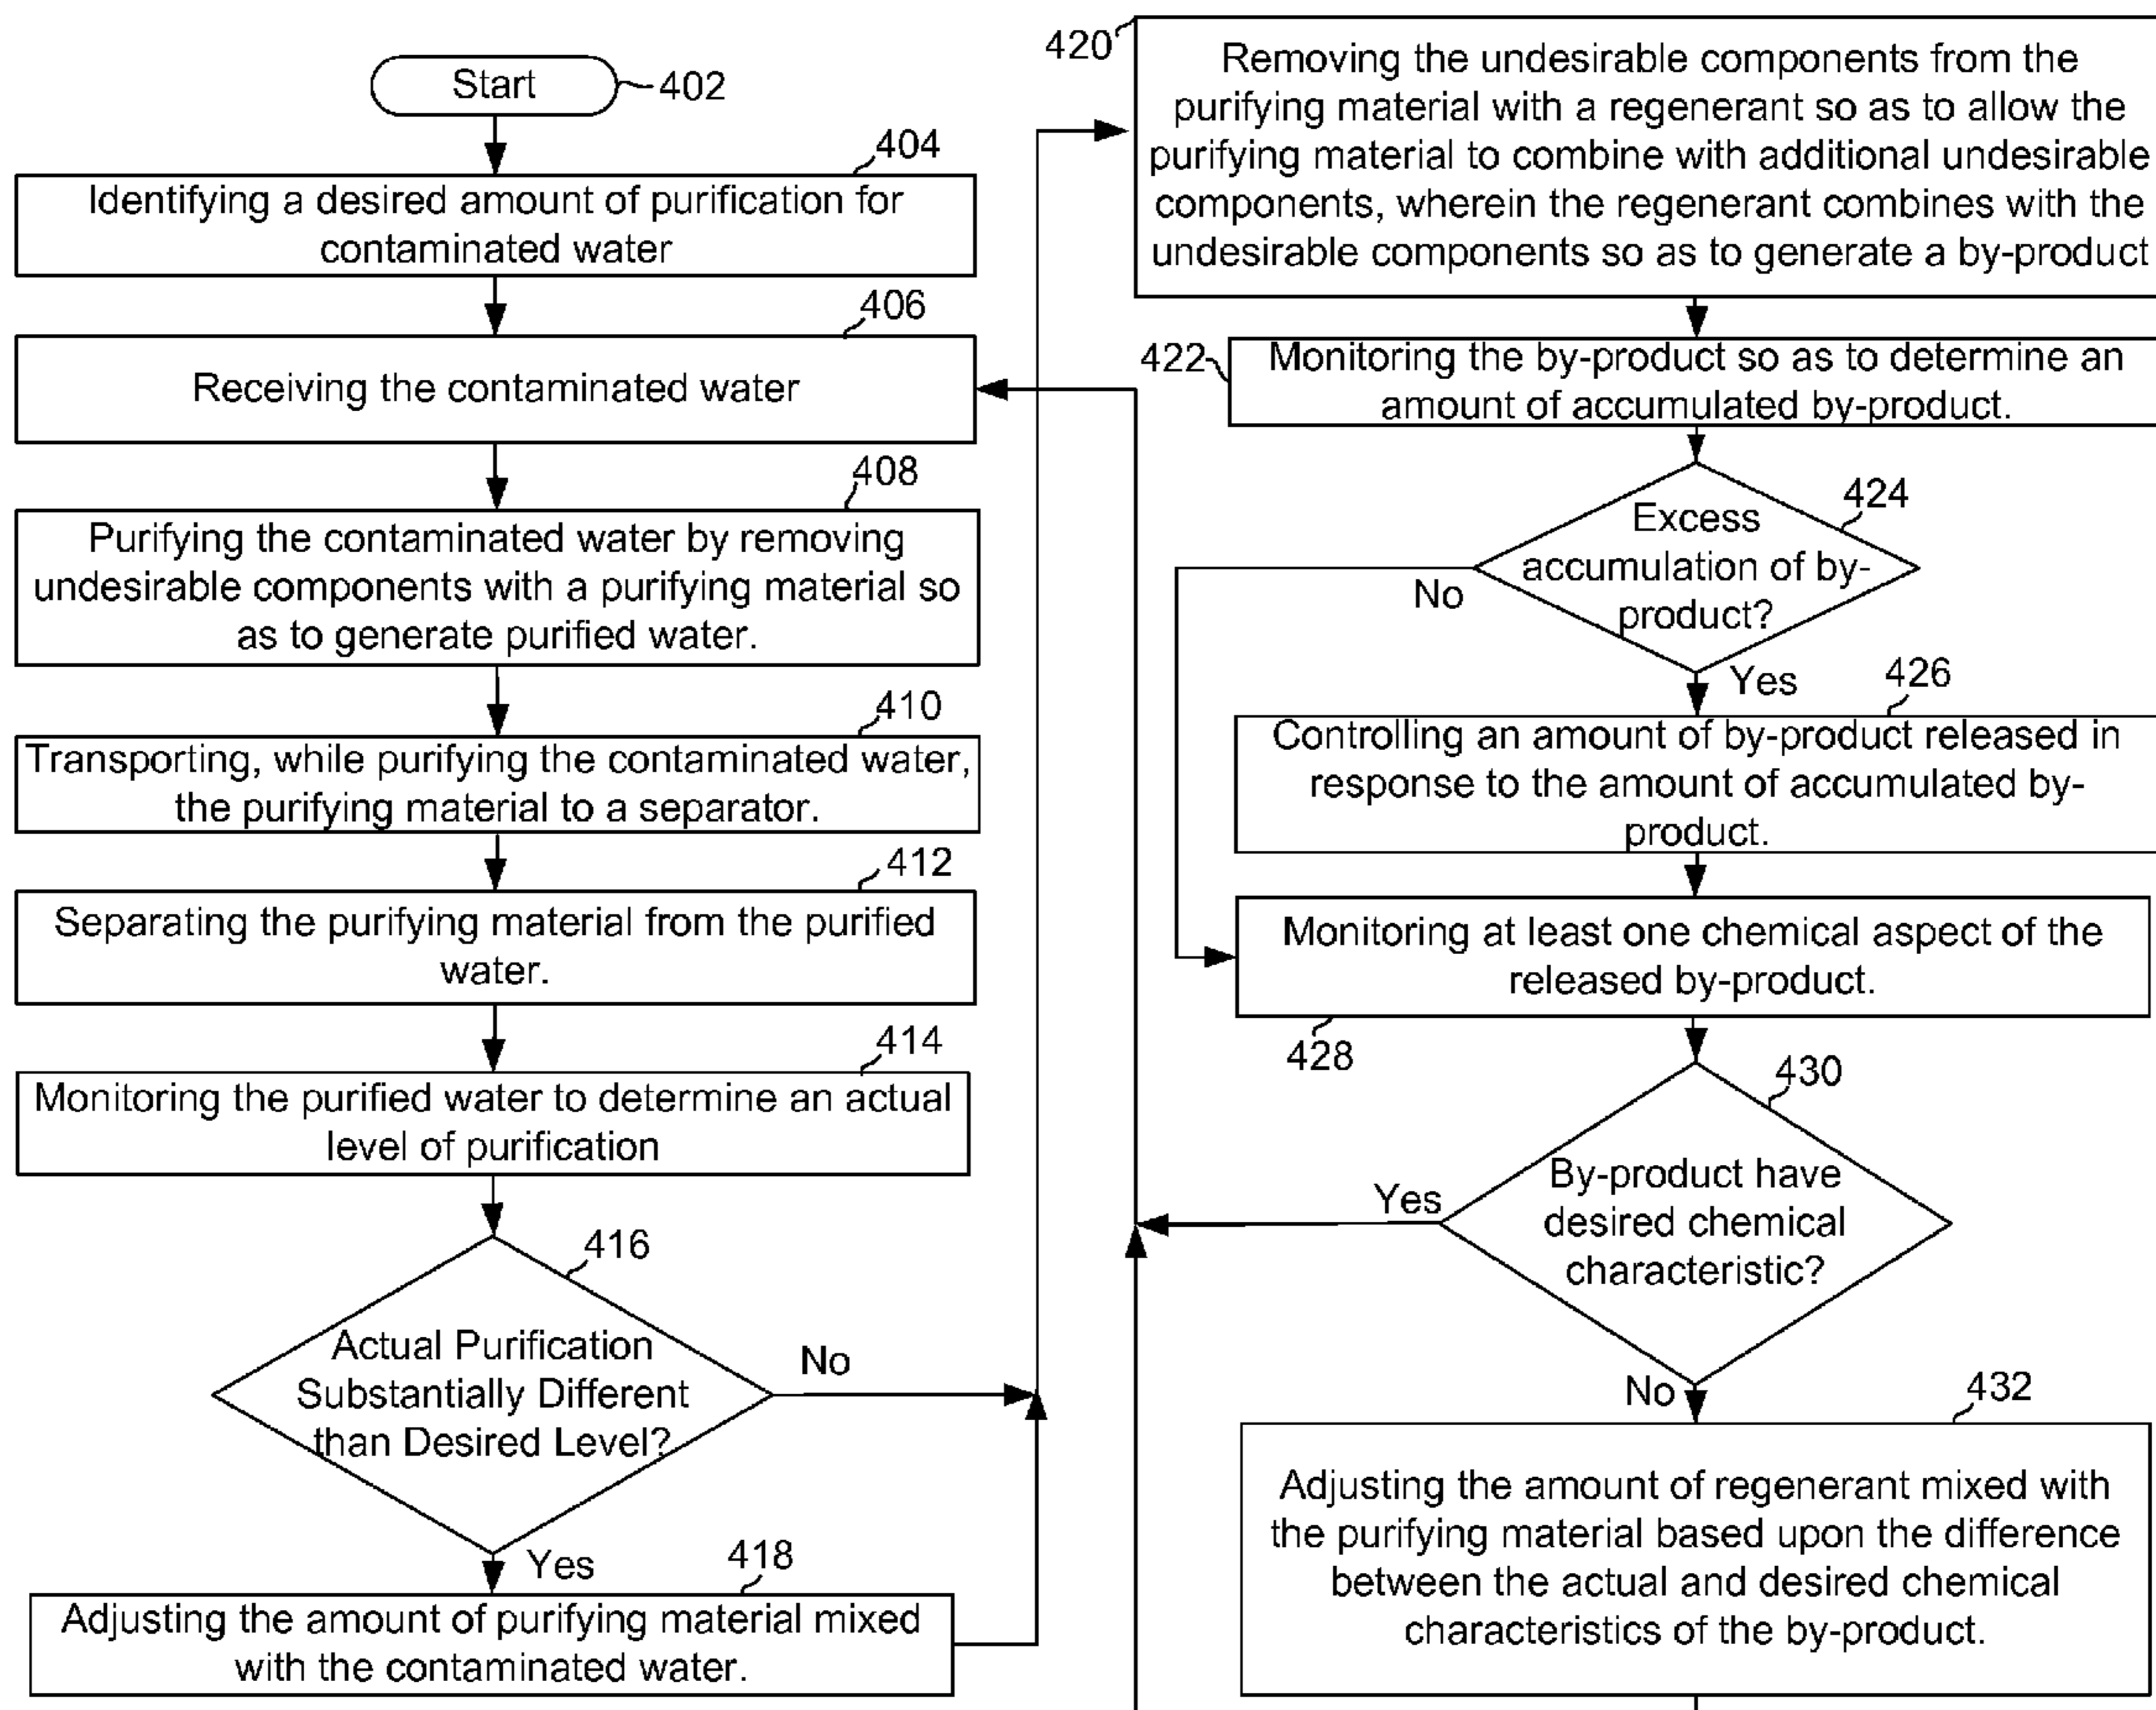 Start
402
404
Identifying a desired amount of purification for
contaminated water
406
Receiving the contaminated water
408
Purifying the contaminated water by removing
undesirable components with a purifying material so
as to generate purified water.
410
Transporting, while purifying the contaminated water,
the purifying material to a separator.
412
Separating the purifying material from the purified
water.
414
Monitoring the purified water to determine an actual
level of purification
416
Actual Purification
Substantially Different
than Desired Level?
No
Yes
418
Adjusting the amount of purifying material mixed
with the contaminated water.
420
Removing the undesirable components from the
purifying material with a regenerant so as to allow the
purifying material to combine with additional undesirable
components, wherein the regenerant combines with the
undesirable components so as to generate a by-product
422
Monitoring the by-product so as to determine an
amount of accumulated by-product.
424
Excess
accumulation of by-
product?
No
Yes
426
Controlling an amount of by-product released in
response to the amount of accumulated by-
product.
Monitoring at least one chemical aspect of the
released by-product.
428
430
By-product have
desired chemical
characteristic?
Yes
No
432
Adjusting the amount of regenerant mixed with
the purifying material based upon the difference
between the actual and desired chemical
characteristics of the by-product.